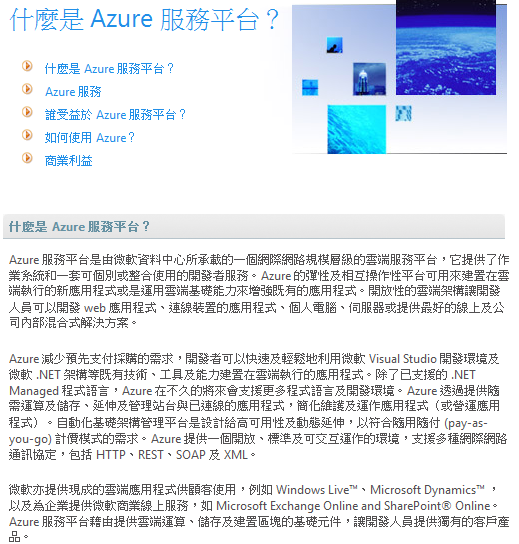 什麼是 Azure 服務平台？
什麼是 Azure 服務平台？
Azure 服務
誰受益於 Azure 服務平台？
如何使用 Azure？
商業利益
什麼是 Azure 服務平台？
Azure 服務平台是由微軟資料中心所承載的一個網際網路規模層級的雲端服務平台，它提供了作
業系統和一套可個別或整合使用的開發者服務。Azure 的彈性及相互操作性平台可用來建置在雲
端執行的新應用程式或是運用雲端基礎能力來增強既有的應用程式。開放性的雲端架構讓開發
人員可以開發 web 應用程式、連線裝置的應用程式、個人電腦、伺服器或提供最好的線上及公
司內部混合式解決方案。
Azure 減少預先支付採購的需求，開發者可以快速及輕鬆地利用微軟 Visual Studio 開發環境及
微軟 .NET 架構等既有技術、工具及能力建置在雲端執行的應用程式。除了已支援的 .NET
Managed 程式語言，Azure 在不久的將來會支援更多程式語言及開發環境。Azure 透過提供隨
需運算及儲存、延伸及管理站台與已連線的應用程式，簡化維護及運作應用程式（或營運應用
程式）。自動化基礎架構管理平台是設計給高可用性及動態延伸，以符合隨用隨付 (pay-as-
you-go) 計價模式的需求。Azure 提供一個開放、標準及可交互運作的環境，支援多種網際網路
通訊協定，包括 HTTP、REST、SOAP 及 XML。
微軟亦提供現成的雲端應用程式供顧客使用，例如 Windows Live™、Microsoft Dynamics™ ，
以及為企業提供微軟商業線上服務，如 Microsoft Exchange Online and SharePoint® Online。
Azure 服務平台藉由提供雲端運算、儲存及建置區塊的基礎元件，讓開發人員提供獨有的客戶產
品。